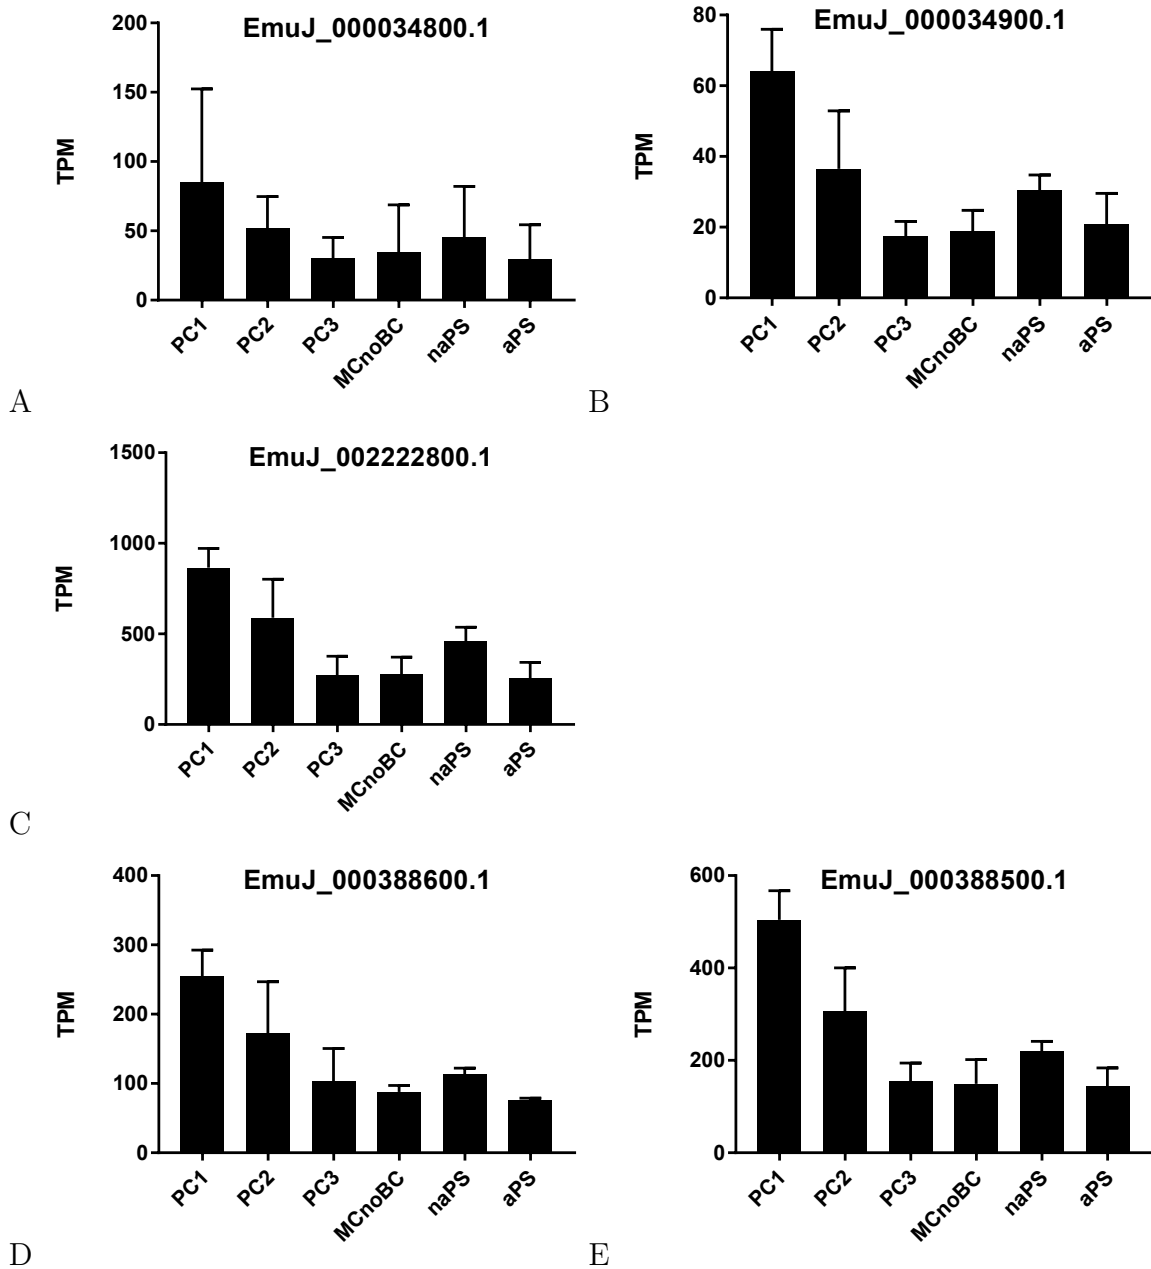 EmuJ_000034800.1
TPM
200
150
100
50
0
PC1
PC2
PC3
MCnoBC
naPS
aPS
A
EmuJ_000034900.1
TPM
80
60
40
20
0
PC1
PC2
PC3
MCnoBC
naPS
aPS
B
EmuJ_002222800.1
TPM
1500
1000
500
0
PC1
PC2
PC3
MCnoBC
naPS
aPS
C
EmuJ_000388600.1
TPM
400
300
200
100
0
PC1
PC2
PC3
MCnoBC
naPS
aPS
D
EmuJ_000388500.1
TPM
600
400
200
0
PC1
PC2
PC3
MCnoBC
naPS
aPS
E